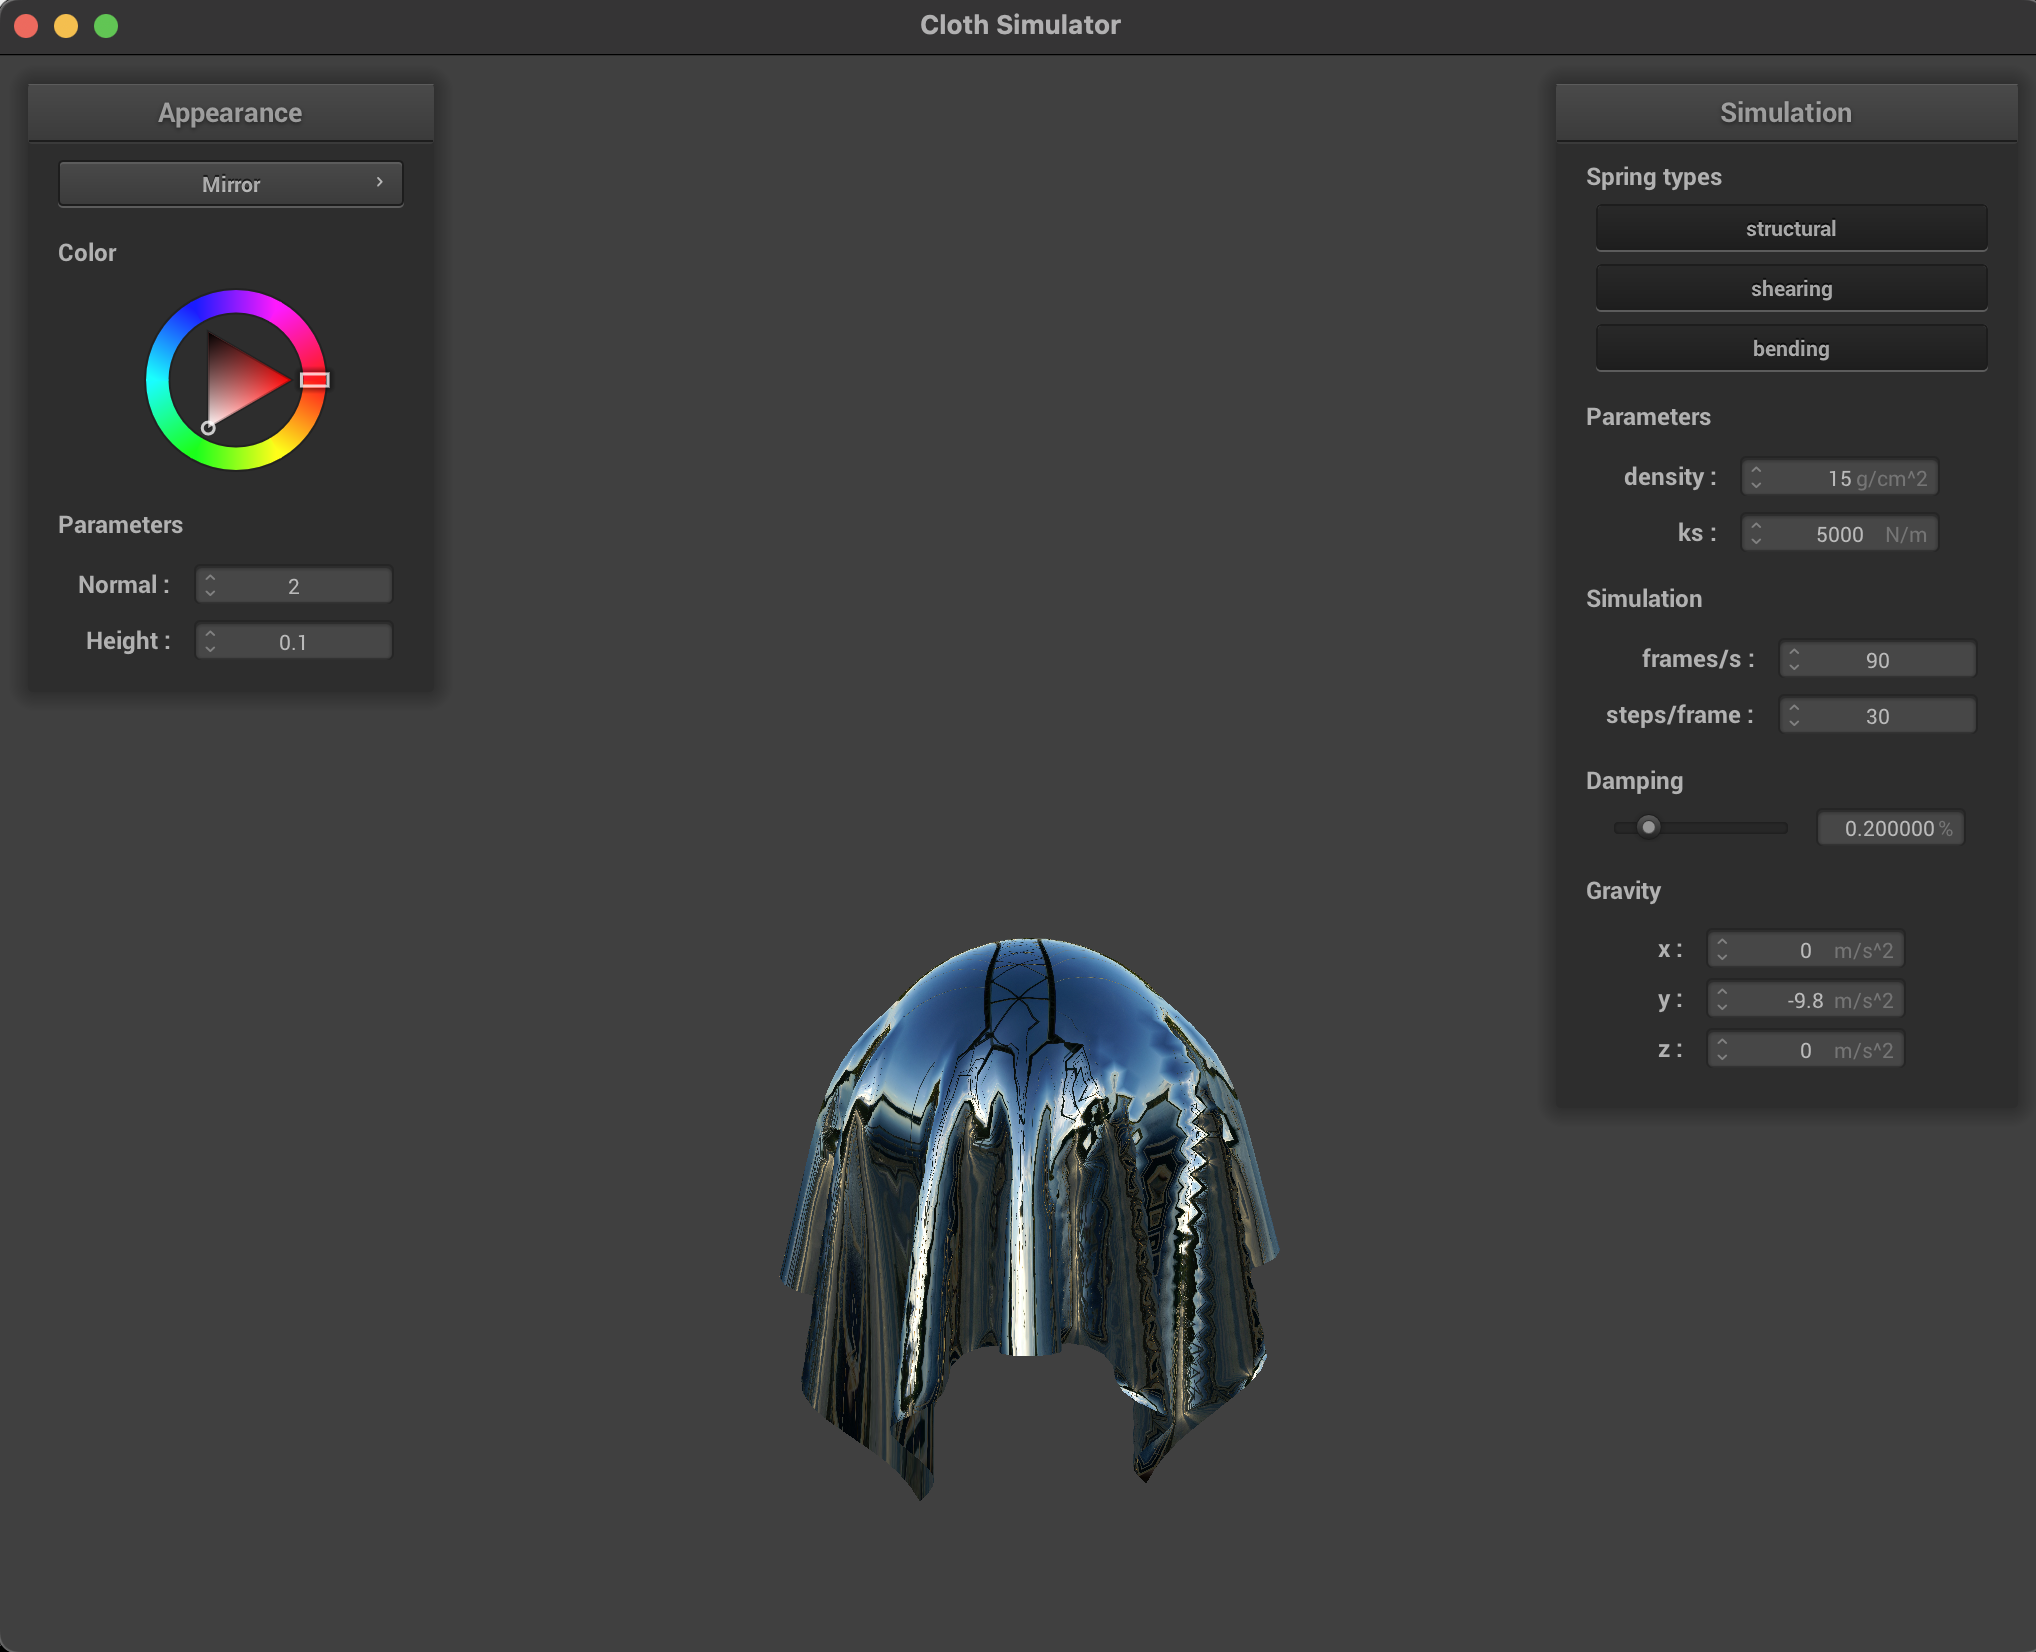 Cloth Simulator
Appearance
Mirror
Color
Parameters
Normal : 2
Height : 0.1
Simulation
Spring types
structural
shearing
bending
Parameters
density : 15 g/cm^2
ks : 5000 N/m
Simulation
frames/s : 90
steps/frame : 30
Damping
0.200000 %
Gravity
x : 0 m/s^2
y : -9.8 m/s^2
z : 0 m/s^2